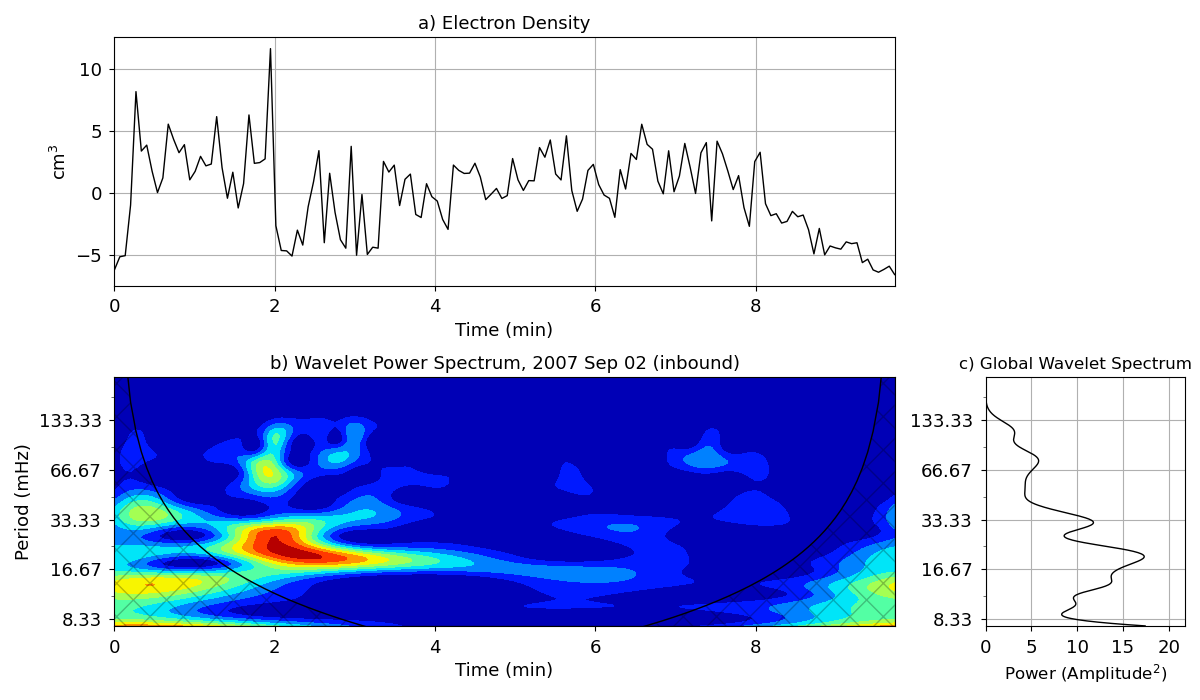 a) Electron Density
10
5
0
−5
cm³
0 2 4 6 8
Time (min)
b) Wavelet Power Spectrum, 2007 Sep 02 (inbound)
133.33
66.67
33.33
16.67
8.33
Period (mHz)
0 2 4 6 8
Time (min)
c) Global Wavelet Spectrum
133.33
66.67
33.33
16.67
8.33
0 5 10 15 20
Power (Amplitude²)